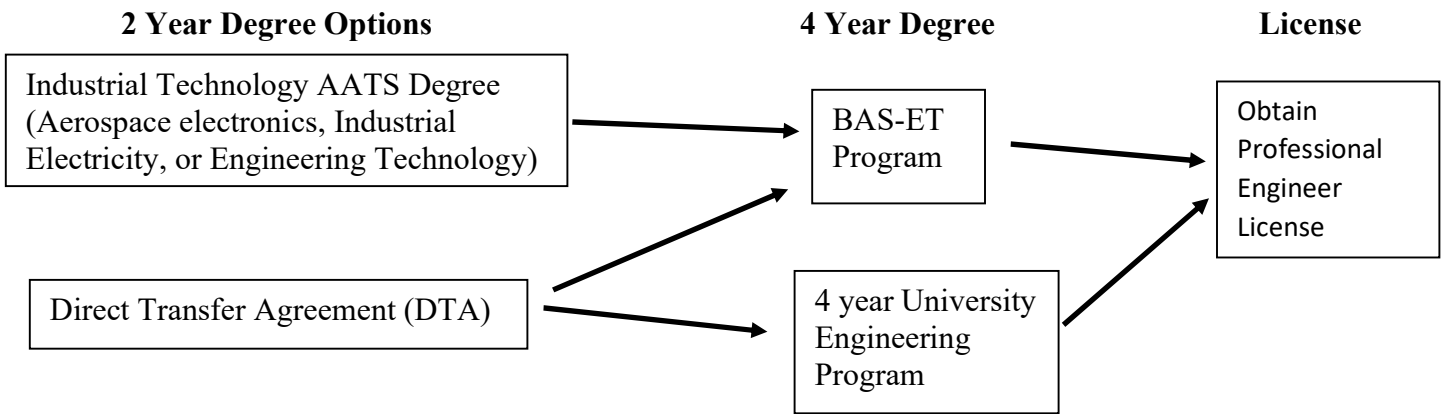 2 Year Degree Options
4 Year Degree
License
Industrial Technology AATS Degree
(Aerospace electronics, Industrial
Electricity, or Engineering Technology)
BAS-ET
Program
Obtain
Professional
Engineer
License
Direct Transfer Agreement (DTA)
4 year University
Engineering
Program